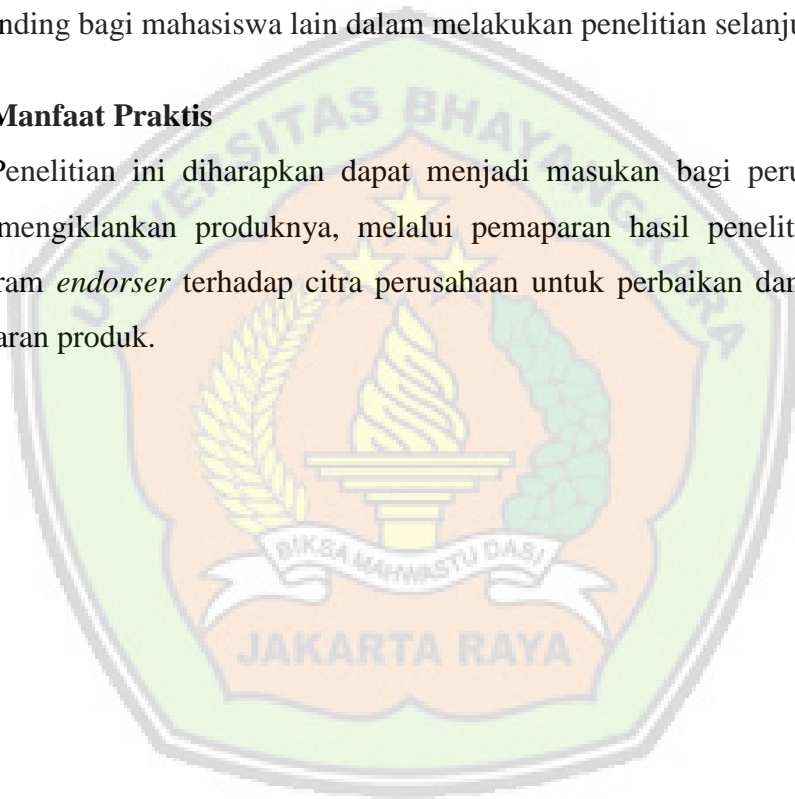 nding bagi mahasiswa lain dalam melakukan penelitian selanju
Manfaat Praktis
Penelitian ini diharapkan dapat menjadi masukan bagi peru
mengiklankan produknya, melalui pemaparan hasil penelit
ram endorser terhadap citra perusahaan untuk perbaikan dan
aran produk.
UNIVERSITAS BHAYANGKARA
BIKSA MAHWASTU DASI
JAKARTA RAYA